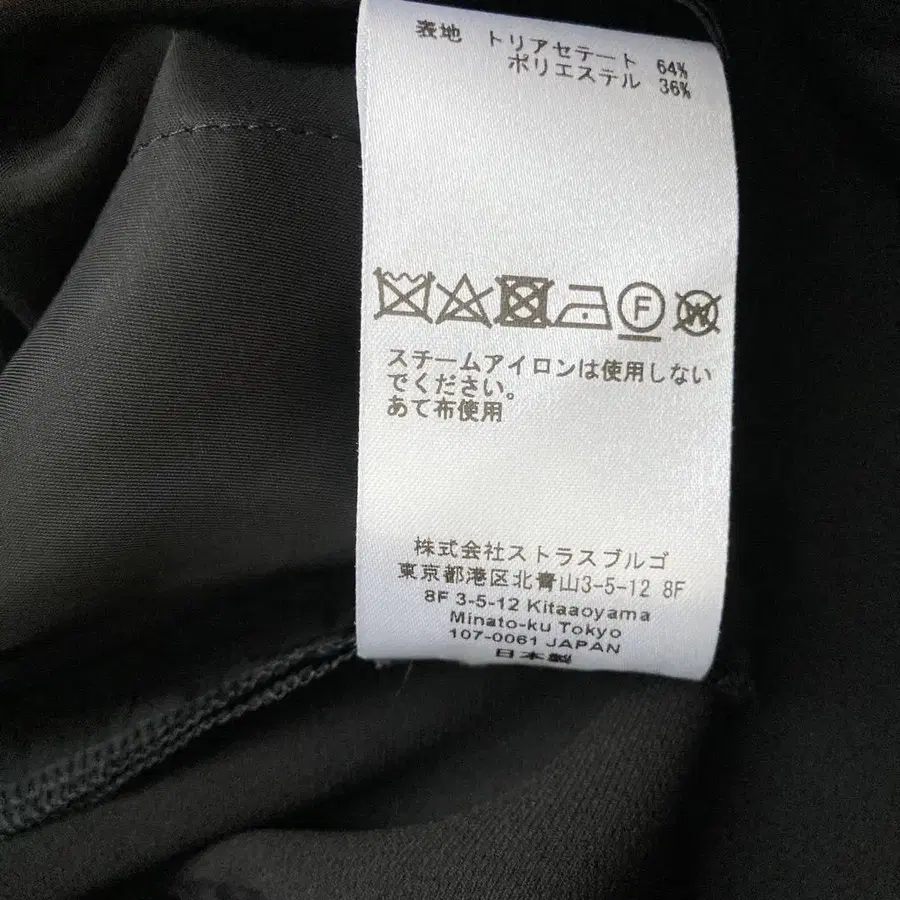 表地 トリアセテート 64%
ポリエステル 36%
F W
スチームアイロンは使用しない
でください。
あて布使用
株式会社ストラスブルゴ
東京都港区北青山3-5-12 8F
8F 3-5-12 Kitaaoyama
Minato-ku Tokyo
107-0061 JAPAN
日本製